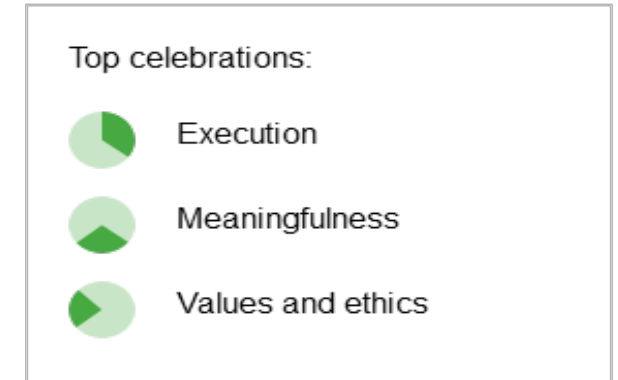 Top celebrations:
Execution
Meaningfulness
Values and ethics